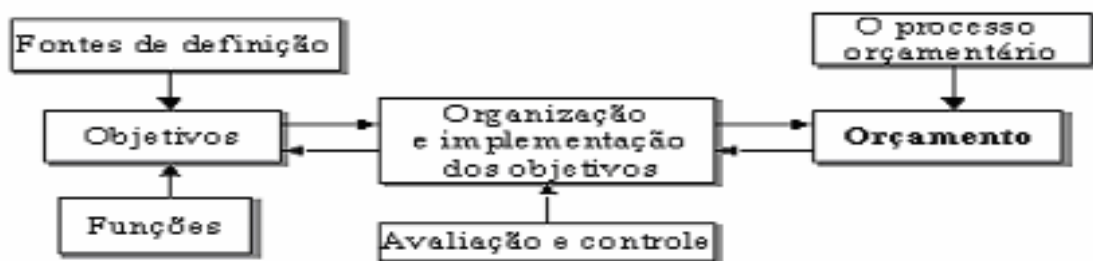 Fontes de definição
O processo
orçamentário
Objetivos
Organização
e implementação
dos objetivos
Orçamento
Funções
Avaliação e controle